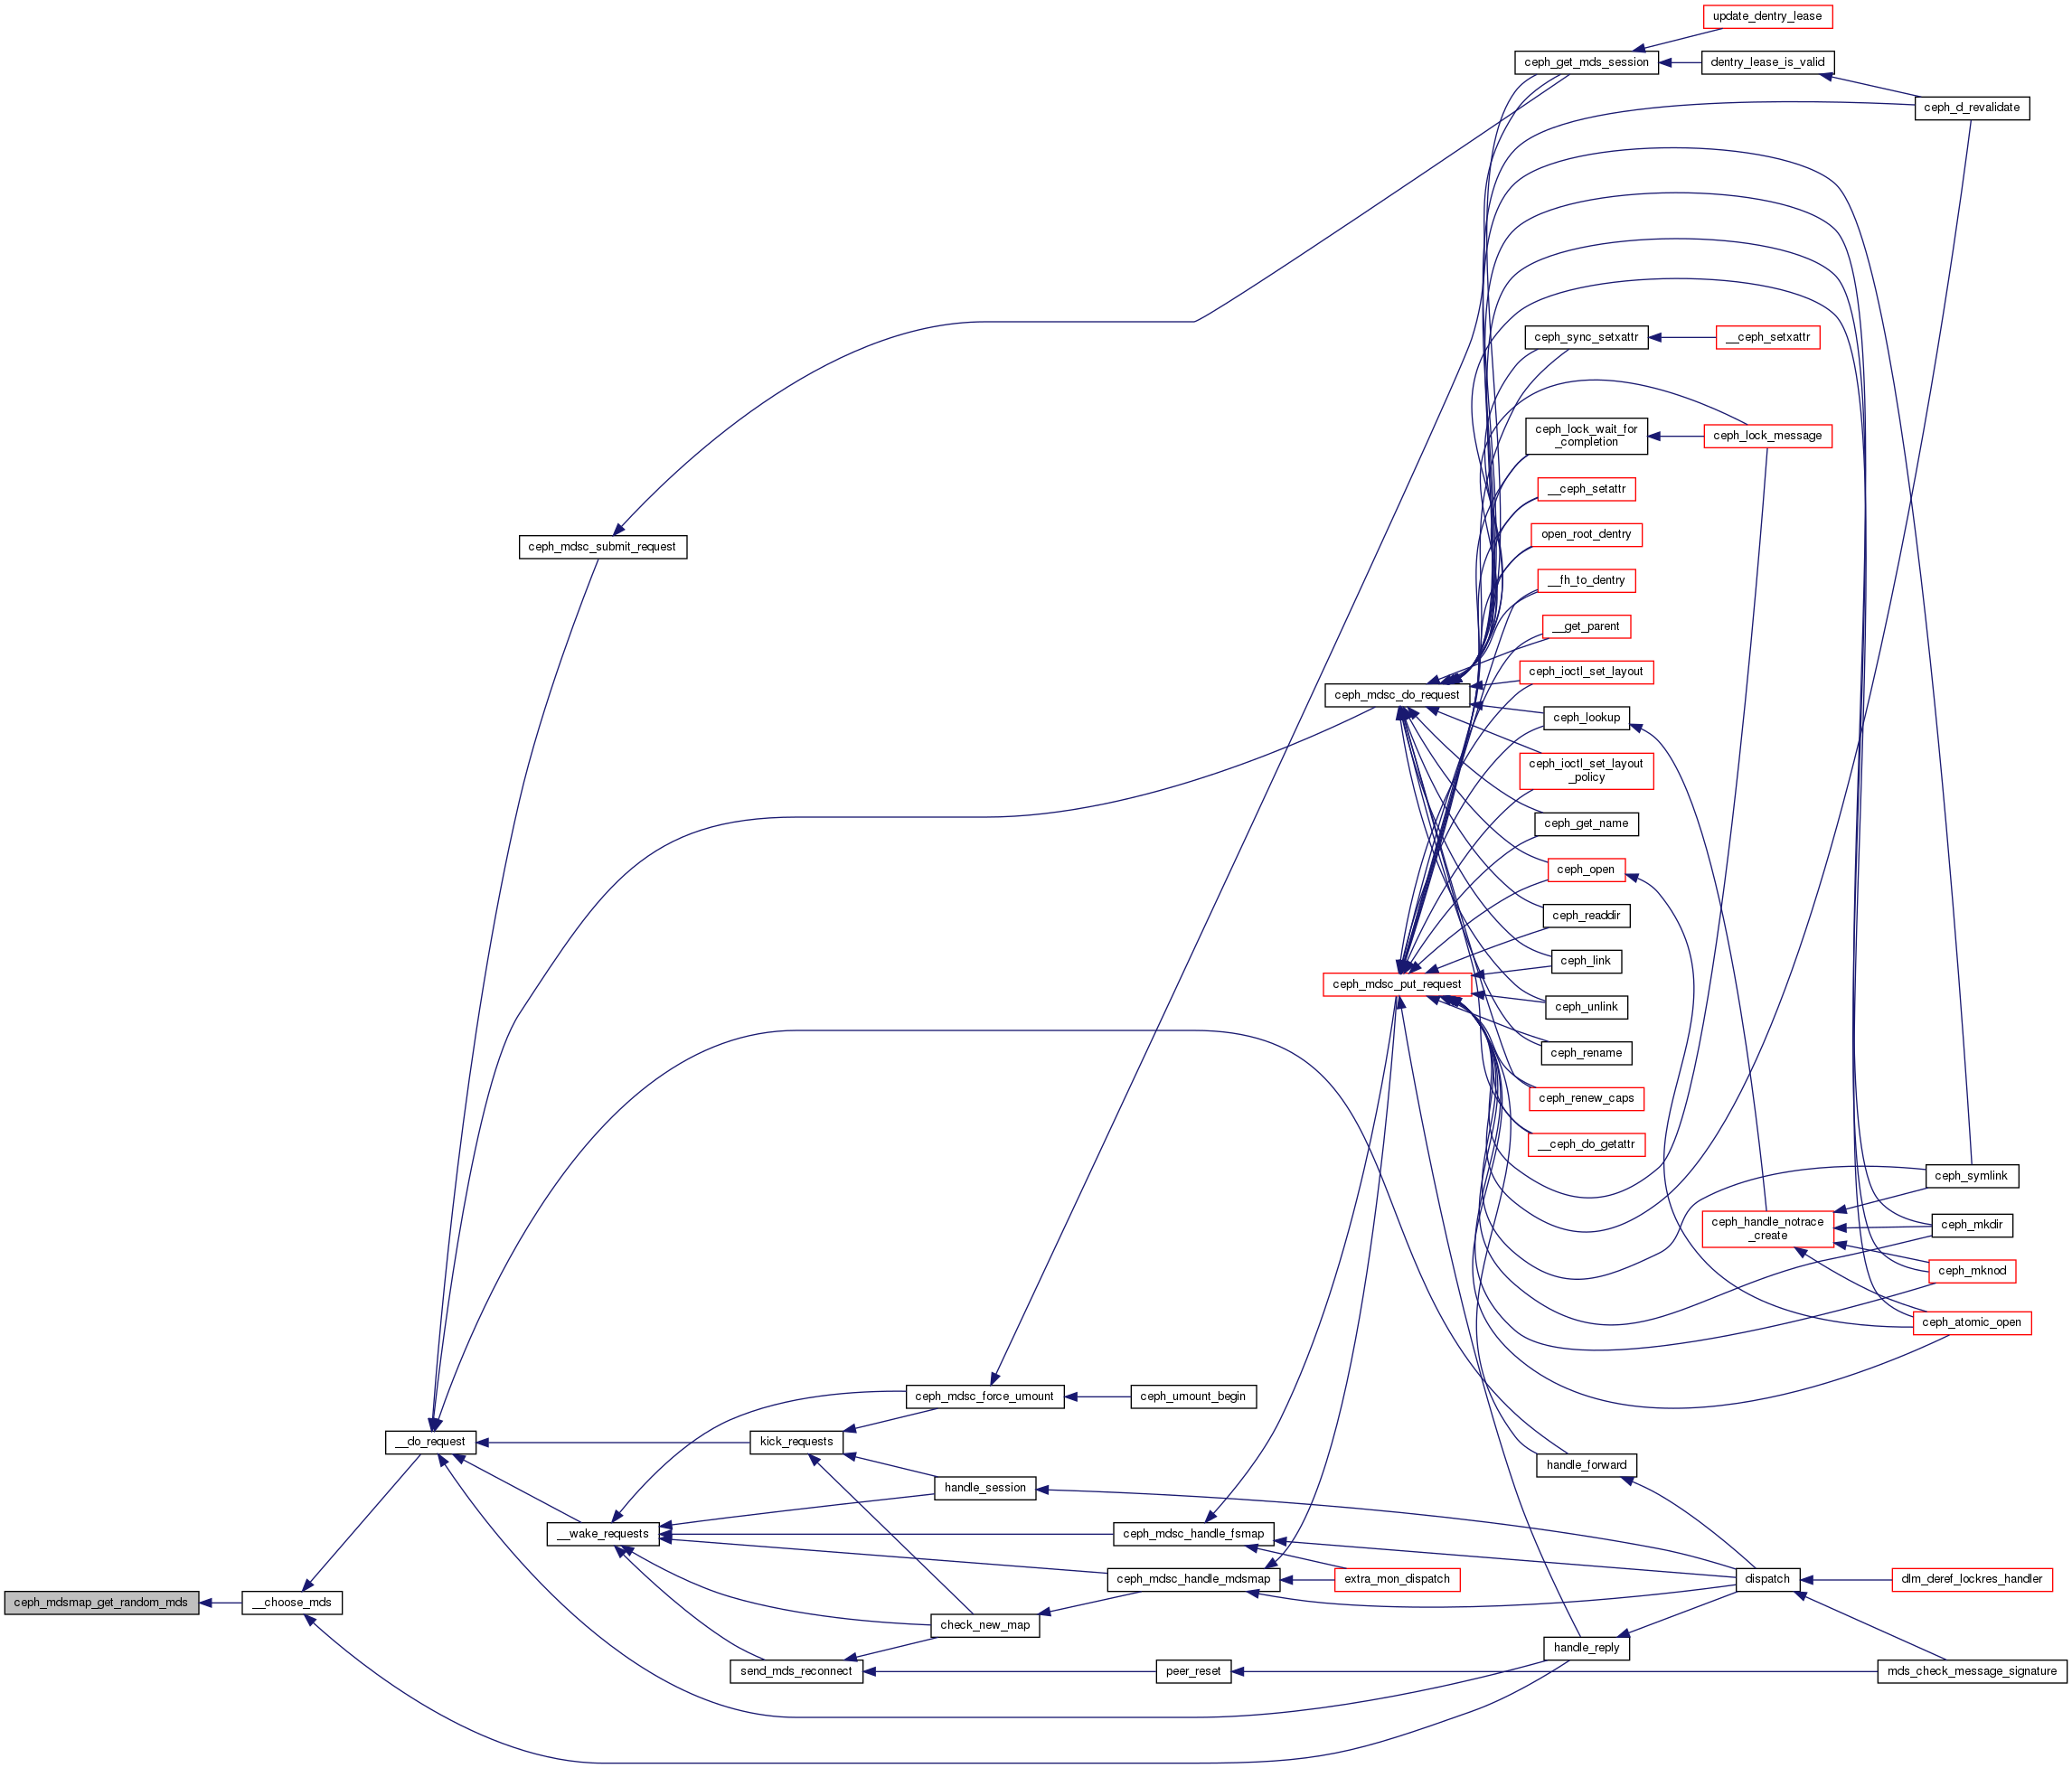 update_dentry_lease
ceph_get_mds_session
dentry_lease_is_valid
ceph_d_revalidate
ceph_sync_setxattr
__ceph_setxattr
ceph_lock_wait_for
_completion
ceph_lock_message
__ceph_setattr
open_root_dentry
ceph_mdsc_submit_request
__fh_to_dentry
__get_parent
ceph_ioctl_set_layout
ceph_mdsc_do_request
ceph_lookup
ceph_ioctl_set_layout
_policy
ceph_get_name
ceph_open
ceph_readdir
ceph_link
ceph_mdsc_put_request
ceph_unlink
ceph_rename
ceph_renew_caps
__ceph_do_getattr
ceph_symlink
ceph_handle_notrace
_create
ceph_mkdir
ceph_mknod
ceph_atomic_open
ceph_mdsc_force_umount
ceph_umount_begin
__do_request
kick_requests
handle_forward
handle_session
__wake_requests
ceph_mdsc_handle_fsmap
ceph_mdsc_handle_mdsmap
extra_mon_dispatch
dispatch
dlm_deref_lockres_handler
ceph_mdsmap_get_random_mds
__choose_mds
check_new_map
handle_reply
send_mds_reconnect
peer_reset
mds_check_message_signature